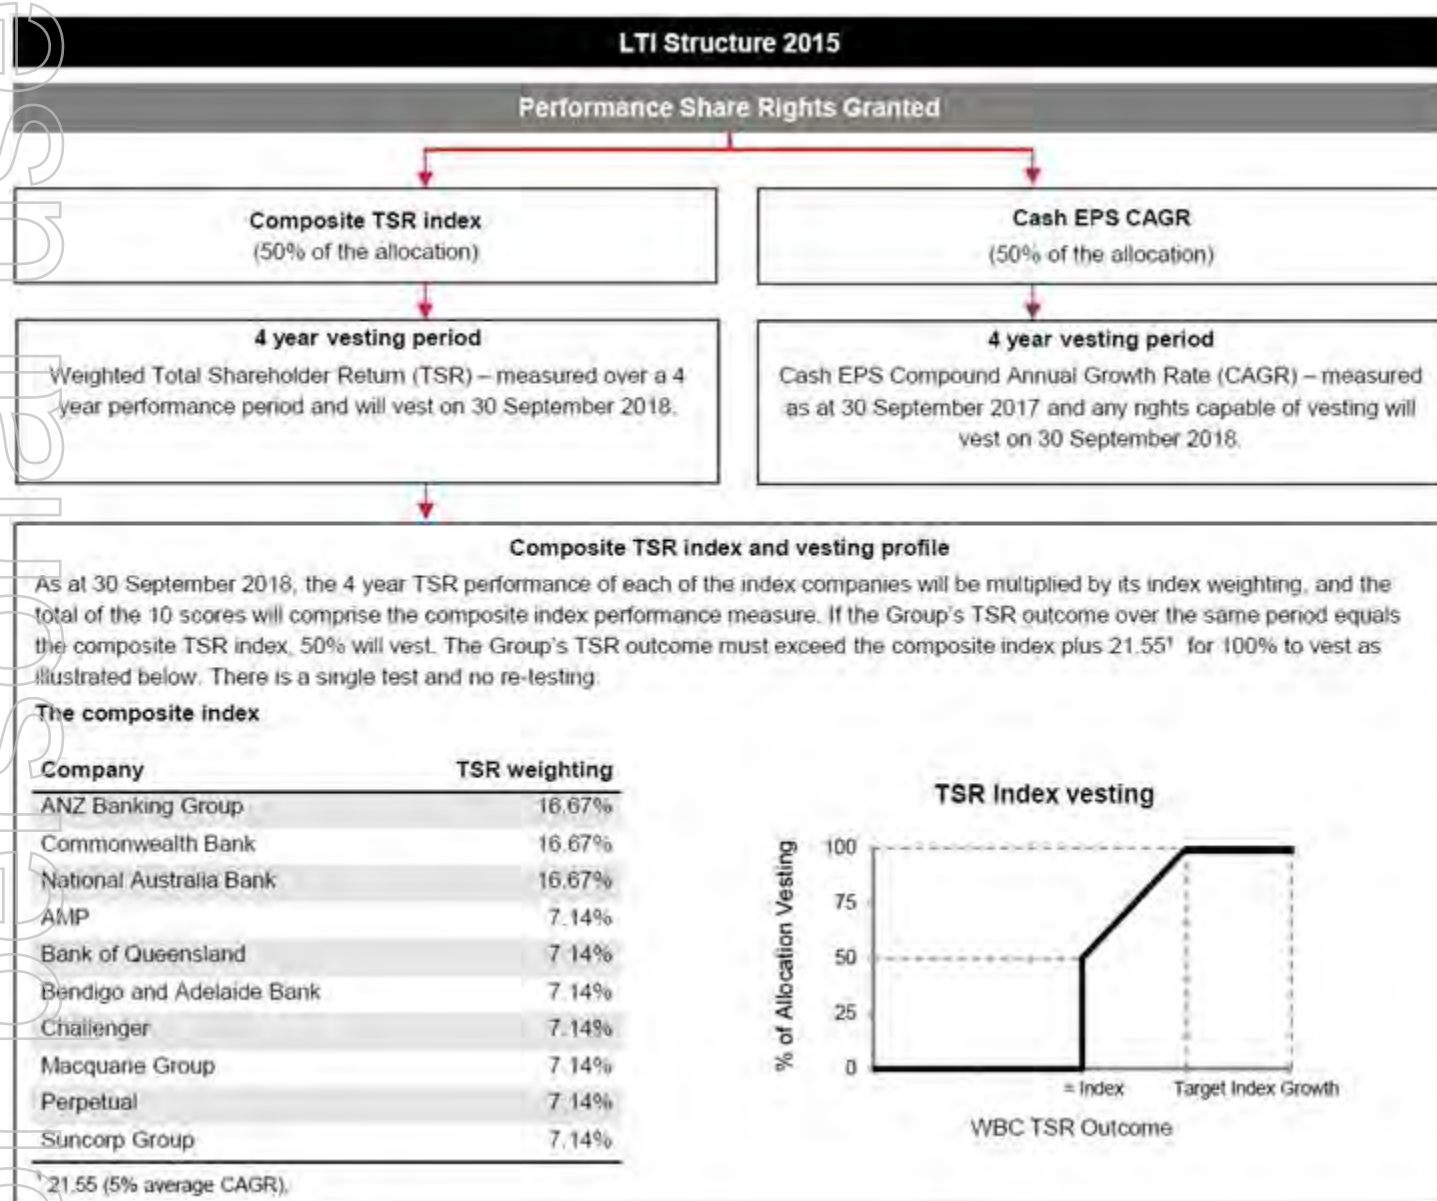 LTI Structure 2015
Performance Share Rights Granted
Composite TSR index
(50% of the allocation)
Cash EPS CAGR
(50% of the allocation)
4 year vesting period
Weighted Total Shareholder Return (TSR) – measured over a 4
year performance period and will vest on 30 September 2018.
4 year vesting period
Cash EPS Compound Annual Growth Rate (CAGR) – measured
as at 30 September 2017 and any rights capable of vesting will
vest on 30 September 2018.
Composite TSR index and vesting profile
As at 30 September 2018, the 4 year TSR performance of each of the index companies will be multiplied by its index weighting, and the
total of the 10 scores will comprise the composite index performance measure. If the Group's TSR outcome over the same period equals
the composite TSR index, 50% will vest. The Group's TSR outcome must exceed the composite index plus 21.55¹ for 100% to vest as
illustrated below. There is a single test and no re-testing.
The composite index
Company TSR weighting
ANZ Banking Group 16.67%
Commonwealth Bank 16.67%
National Australia Bank 16.67%
AMP 7.14%
Bank of Queensland 7.14%
Bendigo and Adelaide Bank 7.14%
Challenger 7.14%
Macquarie Group 7.14%
Perpetual 7.14%
Suncorp Group 7.14%
¹ 21.55 (5% average CAGR).
TSR Index vesting
% of Allocation Vesting
100
75
50
25
0
= Index Target Index Growth
WBC TSR Outcome